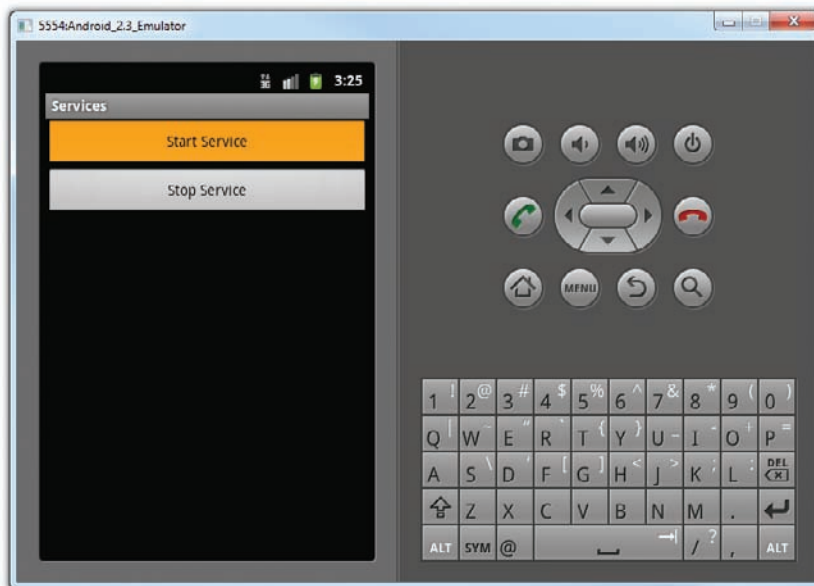 5554:Android_2.3_Emulator
3G 3:25
Services
Start Service
Stop Service
MENU
1 ! 2 @ 3 # 4 $ 5 % 6 ^ 7 & 8 * 9 ( 0 )
Q | W ~ E " R ` T { Y } U _ I - O + P =
A S \ D ' F [ G ] H < J > K ; L : DEL
Z X C V B N M .
ALT SYM @ / ? , ALT